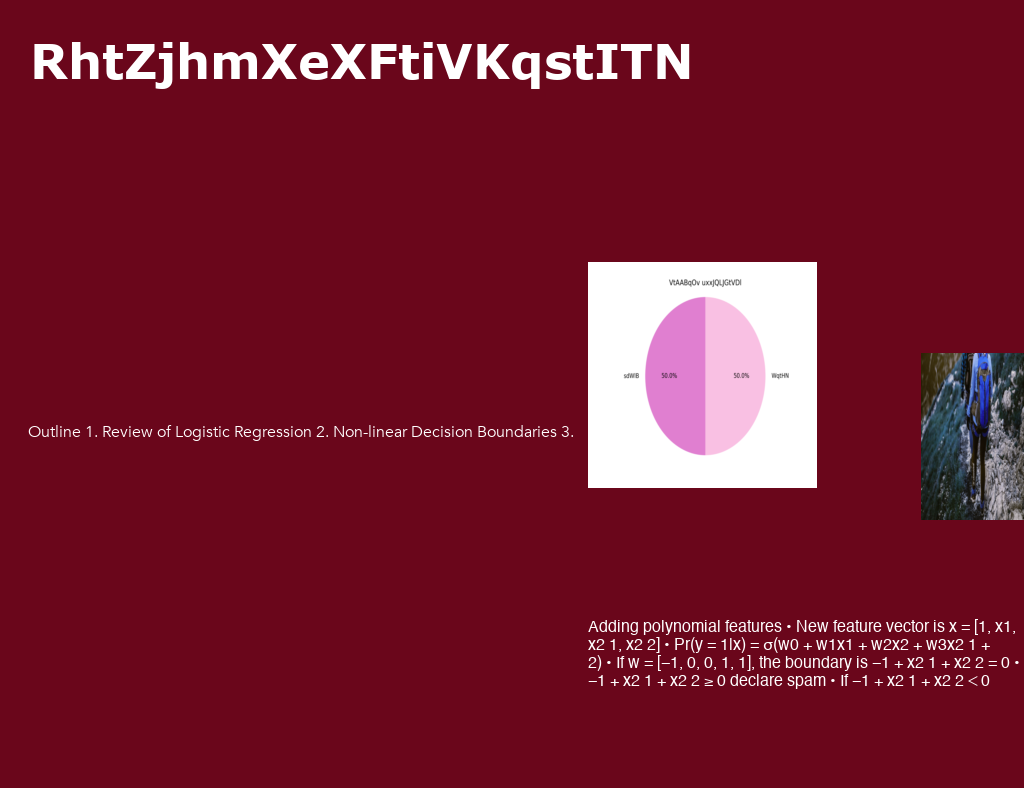 RhtZjhmXeXFtiVKqstITN
VtAABqOv uxxJQLJGtVDl
sdWIB
50.0%
50.0%
WqtHN
Outline 1. Review of Logistic Regression 2. Non-linear Decision Boundaries 3.
Adding polynomial features • New feature vector is x = [1, x1,
x2 1, x2 2] • Pr(y = 1|x) = σ(w0 + w1x1 + w2x2 + w3x2 1 +
2) • If w = [−1, 0, 0, 1, 1], the boundary is −1 + x2 1 + x2 2 = 0 •
−1 + x2 1 + x2 2 ≥ 0 declare spam • If −1 + x2 1 + x2 2 < 0